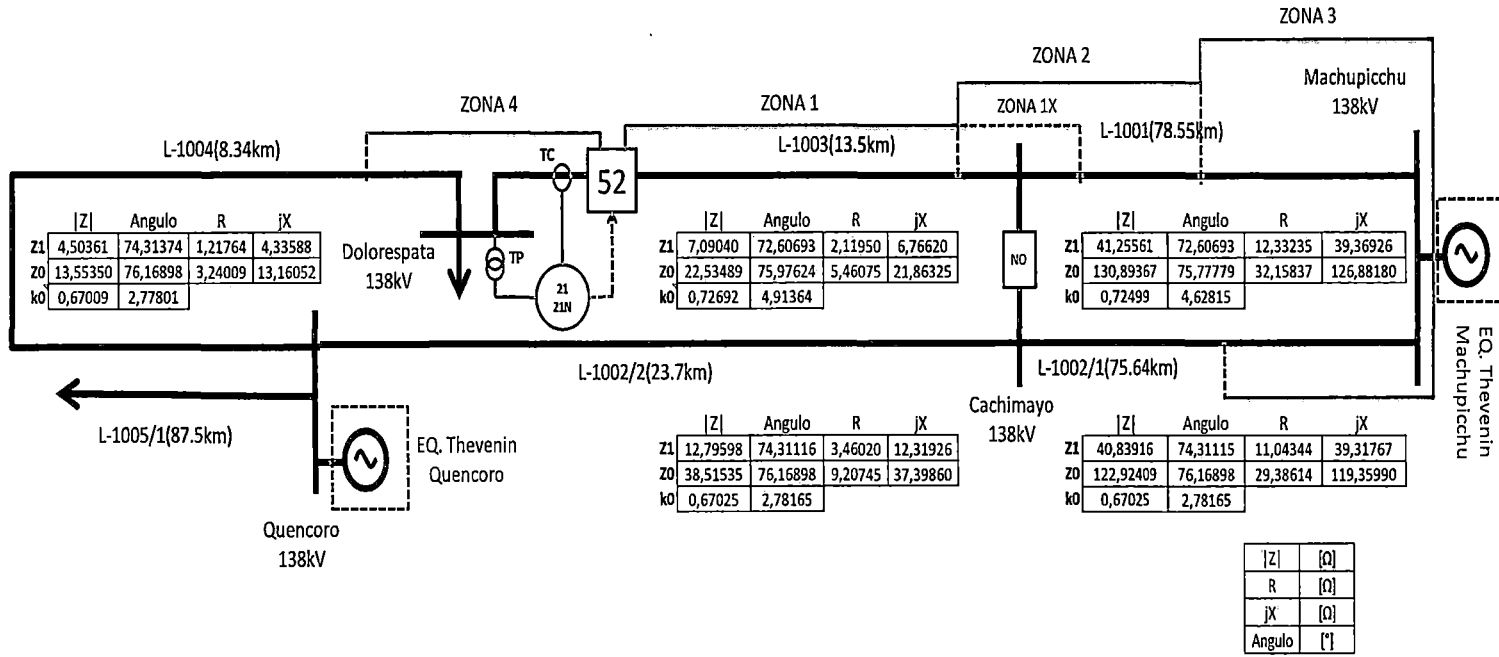 ZONA 3
ZONA 2
Machupicchu
138kV
ZONA 4
ZONA 1
ZONA 1X
L-1001(78.55km)
L-1004(8.34km)
TC
52
L-1003(13.5km)
|Z| Angulo R jX
Z1 4,50361 74,31374 1,21764 4,33588
Z0 13,55350 76,16898 3,24009 13,16052
k0 0,67009 2,77801
Dolorespata
138kV
TP
21
21N
|Z| Angulo R jX
Z1 7,09040 72,60693 2,11950 6,76620
Z0 22,53489 75,97624 5,46075 21,86325
k0 0,72692 4,91364
NO
|Z| Angulo R jX
Z1 41,25561 72,60693 12,33235 39,36926
Z0 130,89367 75,77779 32,15837 126,88180
k0 0,72499 4,62815
EQ. Thevenin
Machupicchu
L-1002/2(23.7km)
L-1002/1(75.64km)
Cachimayo
138kV
L-1005/1(87.5km)
EQ. Thevenin
Quencoro
Quencoro
138kV
|Z| Angulo R jX
Z1 12,79598 74,31116 3,46020 12,31926
Z0 38,51535 76,16898 9,20745 37,39860
k0 0,67025 2,78165
|Z| Angulo R jX
Z1 40,83916 74,31115 11,04344 39,31767
Z0 122,92409 76,16898 29,38614 119,35990
k0 0,67025 2,78165
|Z| [Ω]
R [Ω]
jX [Ω]
Angulo [°]